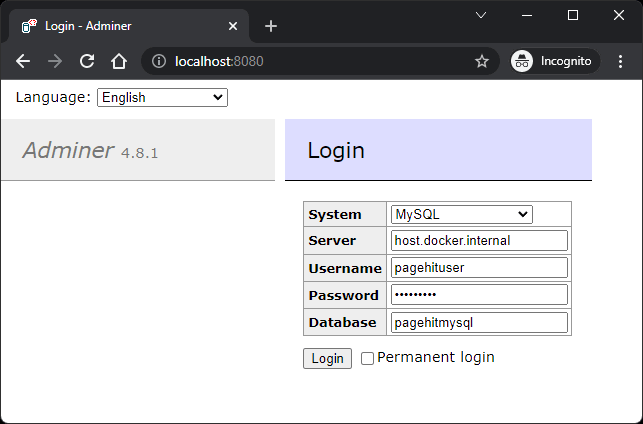 Login - Adminer
localhost:8080
Incognito
Language: English
Adminer 4.8.1
Login
System MySQL
Server host.docker.internal
Username pagehituser
Password •••••••••
Database pagehitmysql
Login Permanent login